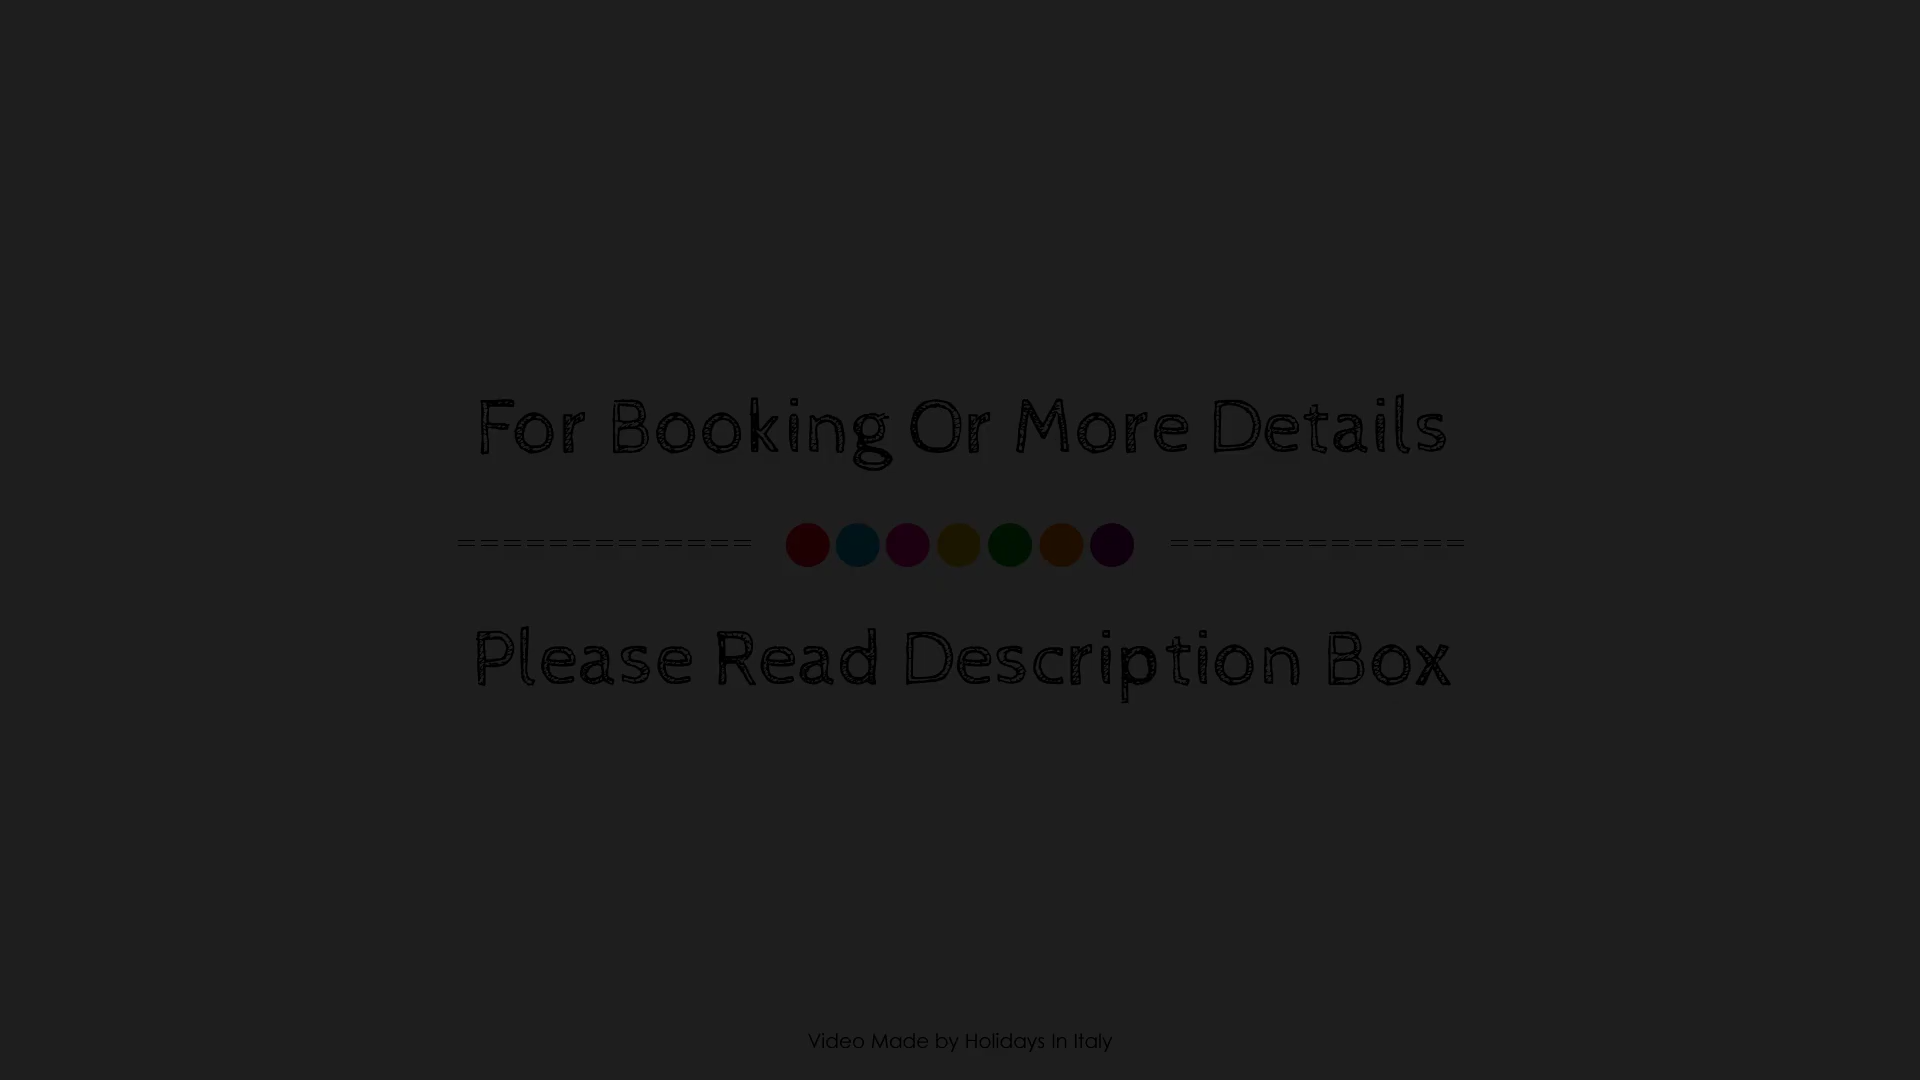 For Booking Or More Details
============= =============
Please Read Description Box
Video Made by Holidays In Italy